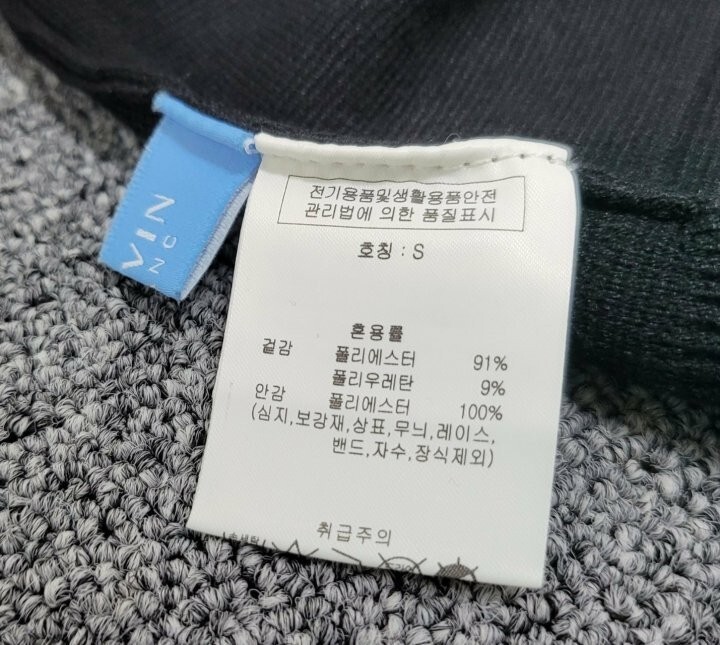 VIN
NC
전기용품및생활용품안전
관리법에 의한 품질표시
호칭 : S
혼용률
겉감 폴리에스터 91%
폴리우레탄 9%
안감 폴리에스터 100%
(심지,보강재,상표,무늬,레이스,
밴드,자수,장식제외)
취급주의